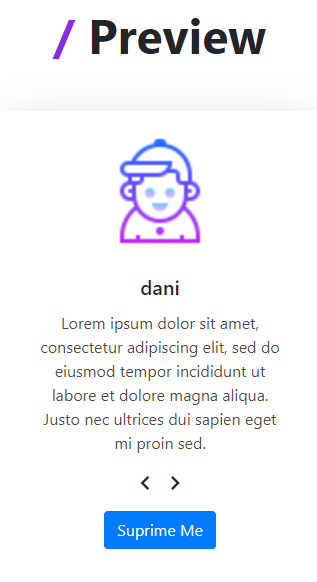 / Preview
dani
Lorem ipsum dolor sit amet,
consectetur adipiscing elit, sed do
eiusmod tempor incididunt ut
labore et dolore magna aliqua.
Justo nec ultrices dui sapien eget
mi proin sed.
Suprime Me